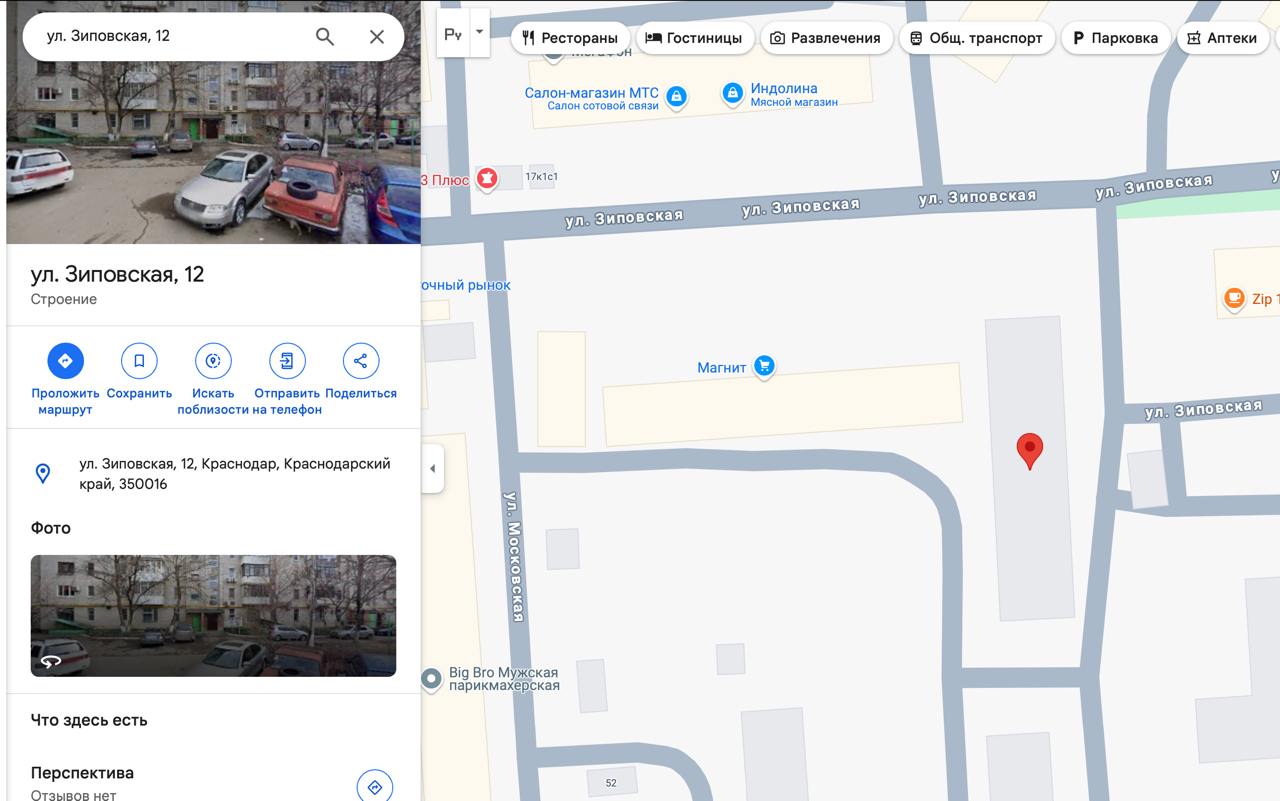 ул. Зиповская, 12
Рестораны
Гостиницы
Развлечения
Общ. транспорт
Парковка
Аптеки
МегаФон
Салон-магазин МТС
Салон сотовой связи
Индолина
Мясной магазин
З Плюс
17к1с1
ул. Зиповская
ул. Зиповская
ул. Зиповская
ул. Зиповская
ул. Зиповская, 12
Строение
очный рынок
Zip 1
Проложить
маршрут
Сохранить
Искать
поблизости
Отправить
на телефон
Поделиться
Магнит
ул. Зиповская
ул. Зиповская, 12, Краснодар, Краснодарский
край, 350016
ул. Московская
Фото
Big Bro Мужская
парикмахерская
Что здесь есть
Перспектива
Отзывов нет
52